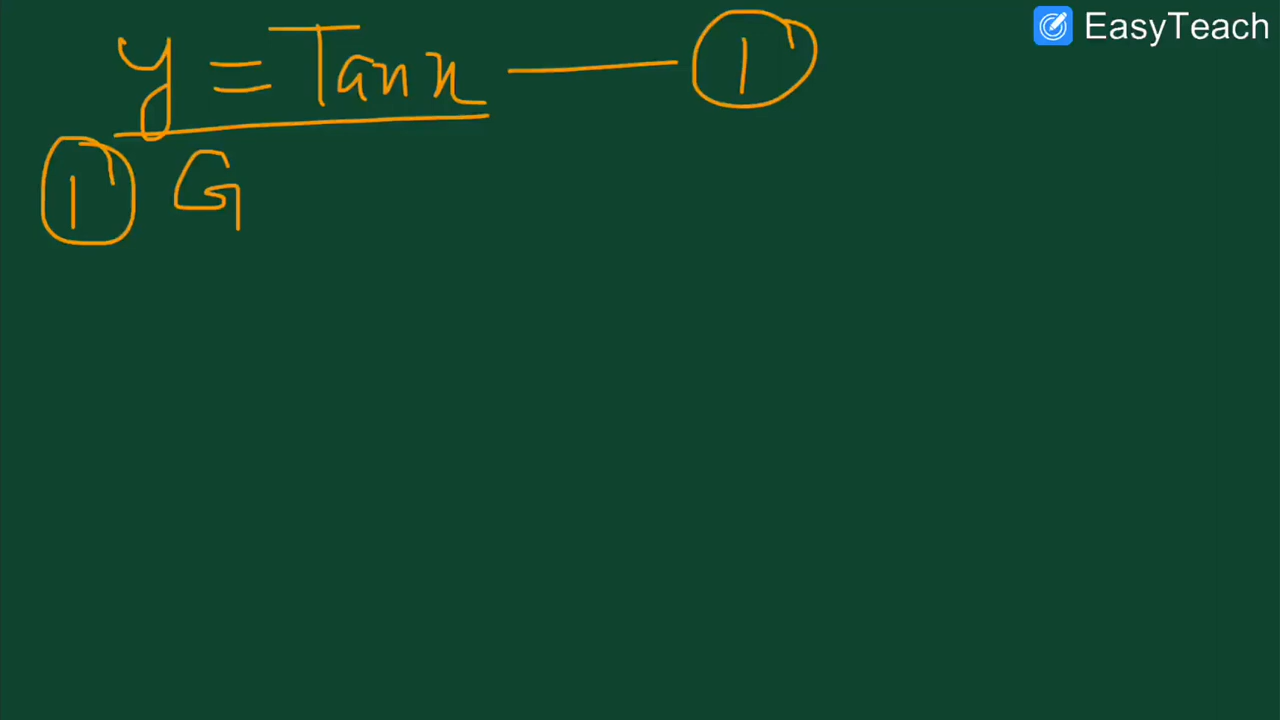 EasyTeach
y = Tan x —— ①
① G